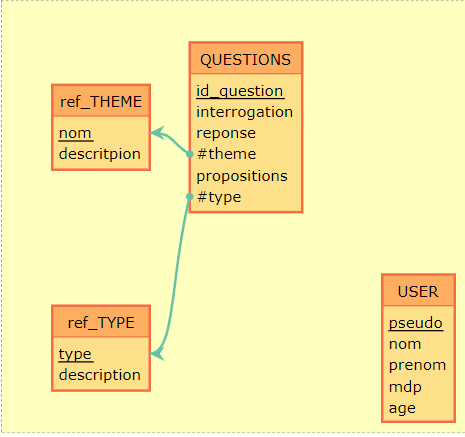 QUESTIONS
id_question
interrogation
reponse
#theme
propositions
#type
ref_THEME
nom
descritpion
ref_TYPE
type
description
USER
pseudo
nom
prenom
mdp
age